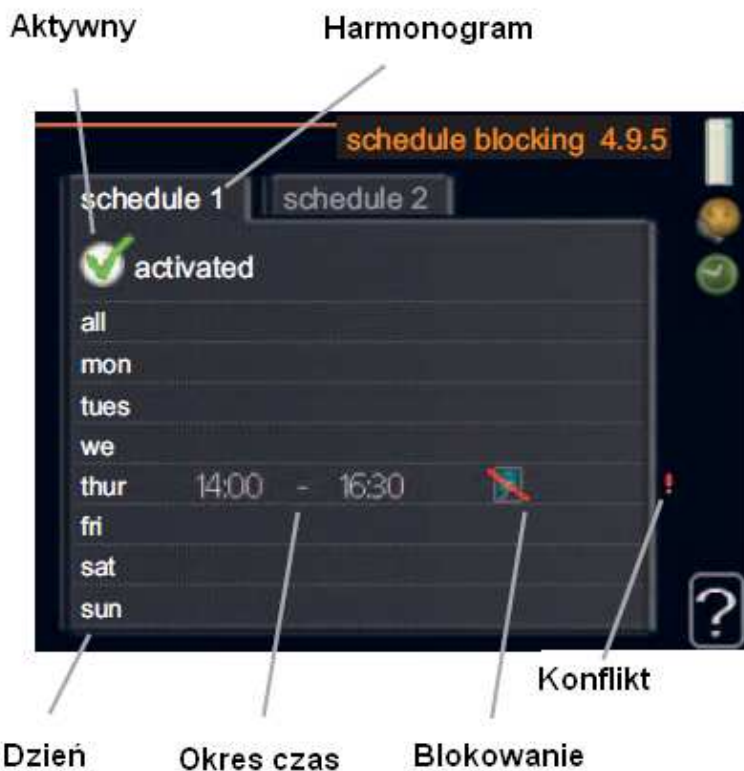 Aktywny
Harmonogram
schedule blocking 4.9.5
schedule 1
schedule 2
activated
all
mon
tues
we
thur 14:00 - 16:30 !
fri
sat
sun
?
Konflikt
Dzień
Okres czas
Blokowanie